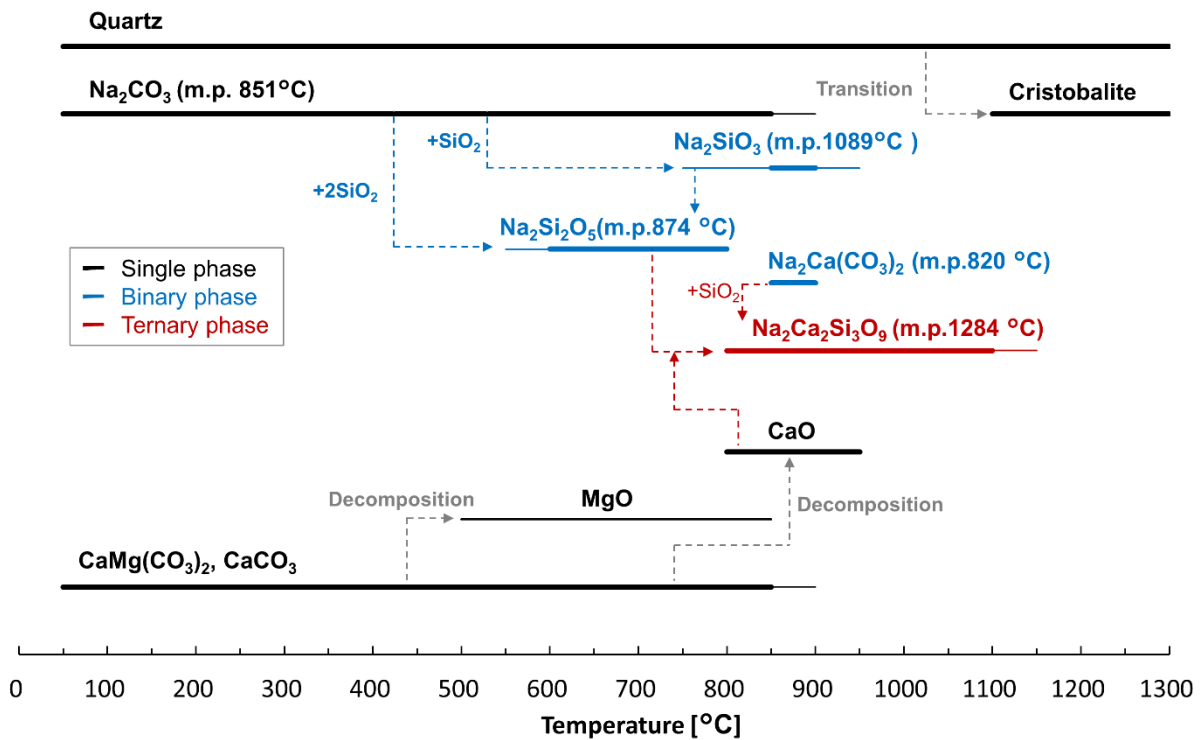 Quartz
Na₂CO₃ (m.p. 851°C)
Transition
Cristobalite
+SiO₂
Na₂SiO₃ (m.p.1089°C )
+2SiO₂
Na₂Si₂O₅(m.p.874 °C)
Single phase
Binary phase
Ternary phase
Na₂Ca(CO₃)₂ (m.p.820 °C)
+SiO₂
Na₂Ca₂Si₃O₉ (m.p.1284 °C)
CaO
Decomposition
MgO
Decomposition
CaMg(CO₃)₂, CaCO₃
0 100 200 300 400 500 600 700 800 900 1000 1100 1200 1300
Temperature [°C]